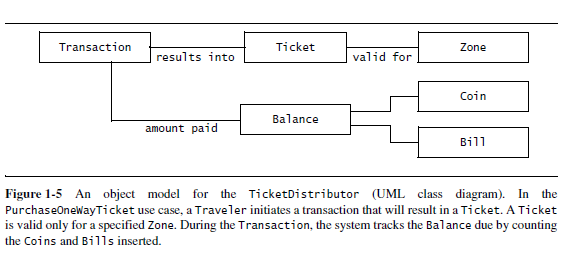 Transaction
results into
Ticket
valid for
Zone
Coin
amount paid
Balance
Bill
Figure 1-5 An object model for the TicketDistributor (UML class diagram). In the
PurchaseOneWayTicket use case, a Traveler initiates a transaction that will result in a Ticket. A Ticket
is valid only for a specified Zone. During the Transaction, the system tracks the Balance due by counting
the Coins and Bills inserted.